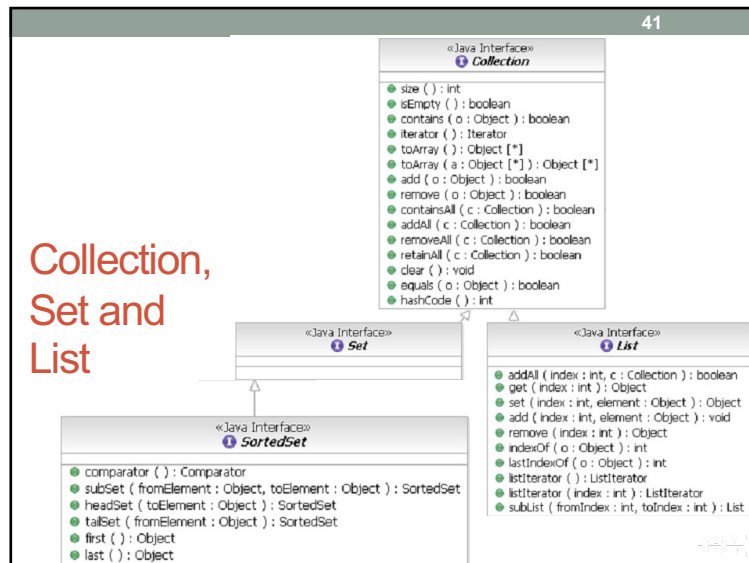 41
Collection,
Set and
List
«Java Interface»
I Collection
size ( ) : int
isEmpty ( ) : boolean
contains ( o : Object ) : boolean
iterator ( ) : Iterator
toArray ( ) : Object [*]
toArray ( a : Object [*] ) : Object [*]
add ( o : Object ) : boolean
remove ( o : Object ) : boolean
containsAll ( c : Collection ) : boolean
addAll ( c : Collection ) : boolean
removeAll ( c : Collection ) : boolean
retainAll ( c : Collection ) : boolean
clear ( ) : void
equals ( o : Object ) : boolean
hashCode ( ) : int
«Java Interface»
I Set
«Java Interface»
I List
addAll ( index : int, c : Collection ) : boolean
get ( index : int ) : Object
set ( index : int, element : Object ) : Object
add ( index : int, element : Object ) : void
remove ( index : int ) : Object
indexOf ( o : Object ) : int
lastIndexOf ( o : Object ) : int
listIterator ( ) : ListIterator
listIterator ( index : int ) : ListIterator
subList ( fromIndex : int, toIndex : int ) : List
«Java Interface»
I SortedSet
comparator ( ) : Comparator
subSet ( fromElement : Object, toElement : Object ) : SortedSet
headSet ( toElement : Object ) : SortedSet
tailSet ( fromElement : Object ) : SortedSet
first ( ) : Object
last ( ) : Object